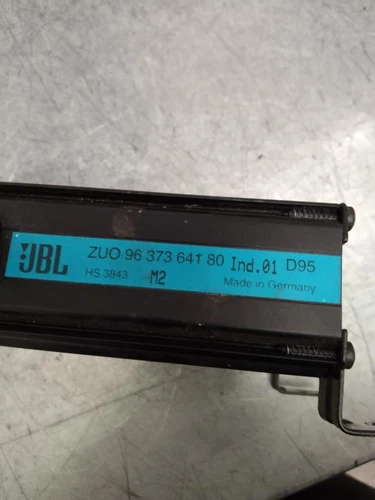 JBL ZUO 96 373 641 80 Ind.01 D95
HS 3843 M2 Made in Germany